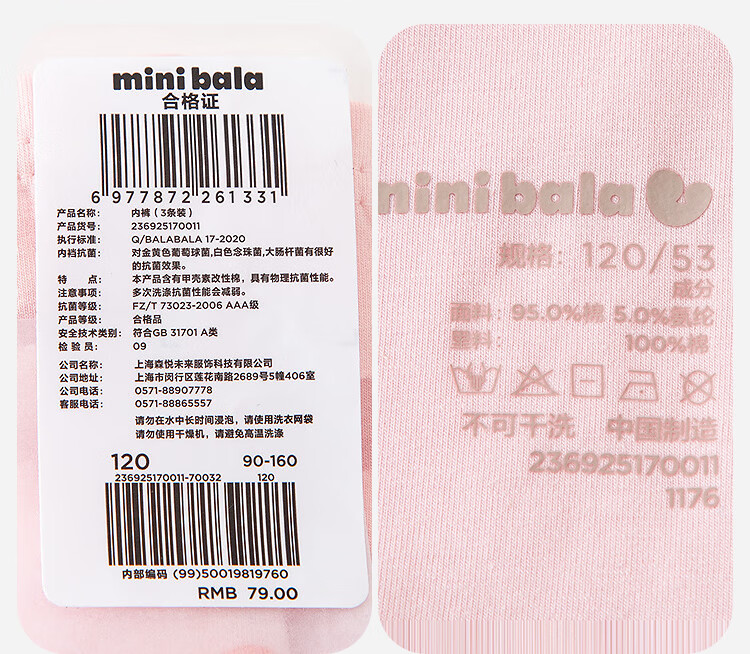 mini bala
合格证
6 977872 261331
产品名称: 内裤(3条装)
产品货号: 236925170011
执行标准: Q/BALABALA 17-2020
内裆抗菌: 对金黄色葡萄球菌,白色念珠菌,大肠杆菌有很好
的抗菌效果。
特 点: 本产品含有甲壳素改性棉,具有物理抗菌性能。
注意事项: 多次洗涤抗菌性能会减弱。
抗菌等级: FZ/T 73023-2006 AAA级
产品等级: 合格品
安全技术类别: 符合GB 31701 A类
检 验 员: 09
公司名称: 上海森悦未来服饰科技有限公司
公司地址: 上海市闵行区莲花南路2689号5幢406室
公司电话: 0571-88907778
客服电话: 0571-88865557
请勿在水中长时间浸泡,请使用洗衣网袋
请勿使用干燥机,请避免高温洗涤
120 90-160
236925170011-70032 120
内部编码 (99)50019819760
RMB 79.00
mini bala
规格: 120/53
成分
面料: 95.0%棉 5.0%氨纶
100%棉
不可干洗 中国制造
236925170011
1176